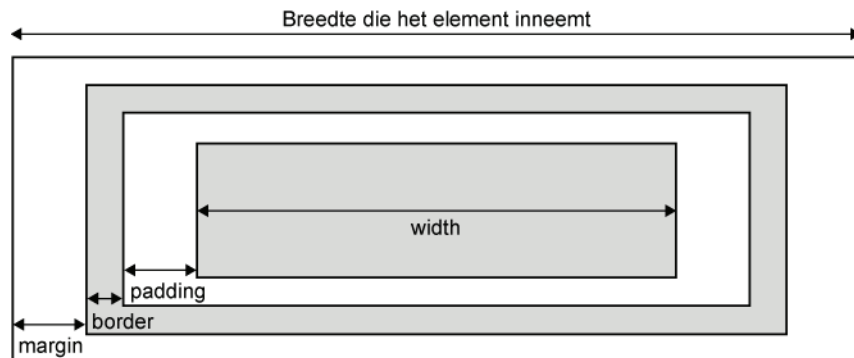 Breedte die het element inneemt
width
padding
border
margin